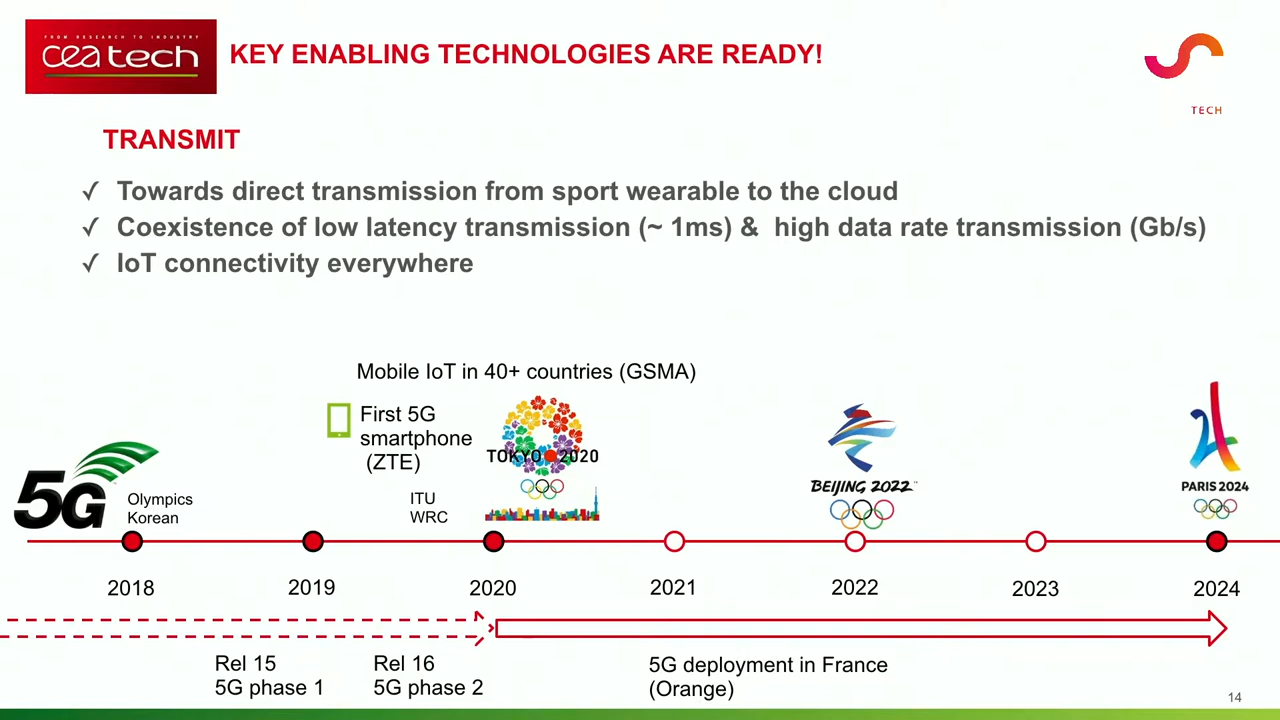 FROM RESEARCH TO INDUSTRY
ceatech
KEY ENABLING TECHNOLOGIES ARE READY!
TECH
TRANSMIT
✓ Towards direct transmission from sport wearable to the cloud
✓ Coexistence of low latency transmission (~ 1ms) & high data rate transmission (Gb/s)
✓ IoT connectivity everywhere
Mobile IoT in 40+ countries (GSMA)
First 5G
smartphone
(ZTE)
TOKYO 2020
5G
Olympics
Korean
ITU
WRC
BEIJING 2022
PARIS 2024
2018
2019
2020
2021
2022
2023
2024
Rel 15
5G phase 1
Rel 16
5G phase 2
5G deployment in France
(Orange)
14